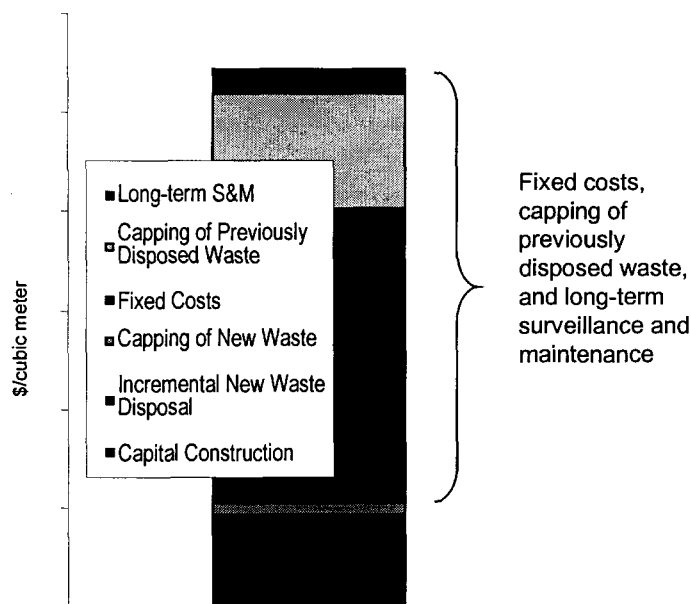 $/cubic meter
Long-term S&M
Capping of Previously
Disposed Waste
Fixed Costs
Capping of New Waste
Incremental New Waste
Disposal
Capital Construction
Fixed costs,
capping of
previously
disposed waste,
and long-term
surveillance and
maintenance